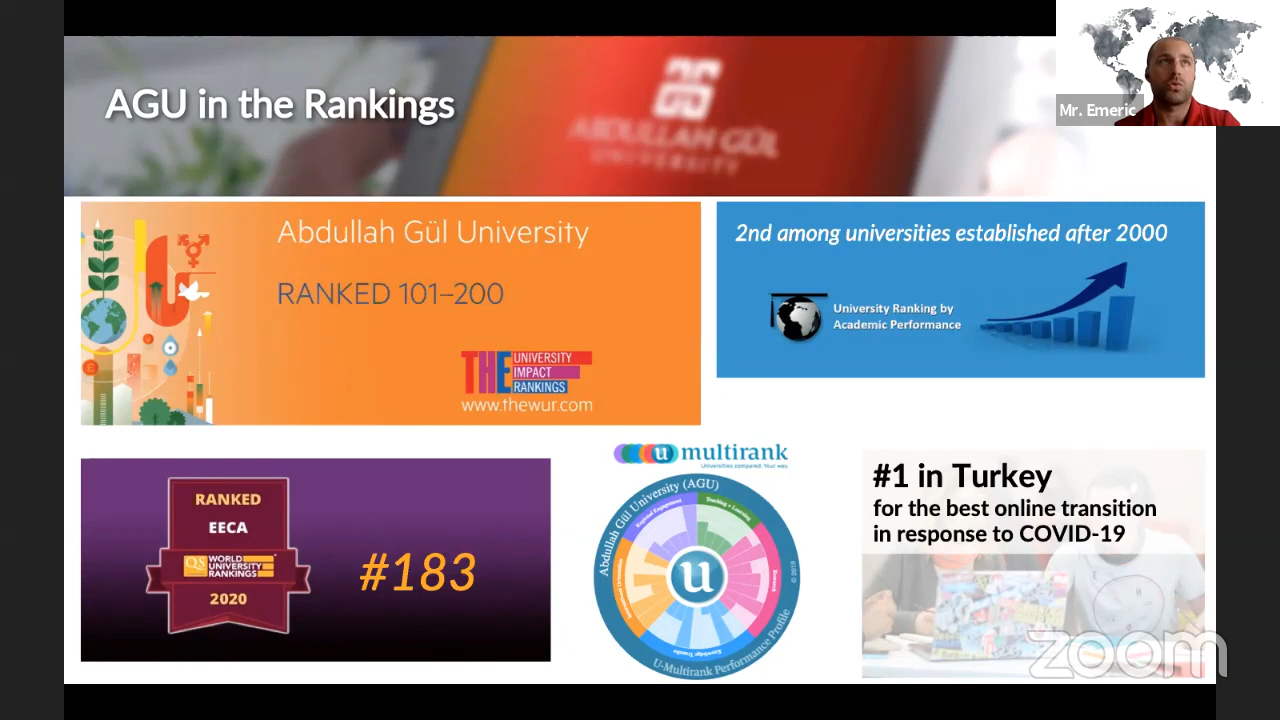 Mr. Emeric
AGU in the Rankings
ABDULLAH GÜL
UNIVERSITY
Abdullah Gül University
RANKED 101–200
THE
UNIVERSITY
IMPACT
RANKINGS
www.thewur.com
2nd among universities established after 2000
University Ranking by
Academic Performance
RANKED
EECA
QS
WORLD
UNIVERSITY
RANKINGS
2020
#183
u multirank
Universities compared. Your way.
Abdullah Gül University (AGU)
Regional Engagement
Teaching + Learning
Research
Knowledge Transfer
International Orientation
U-Multirank Performance Profile
© 2019
u
#1 in Turkey
for the best online transition
in response to COVID-19
zoom